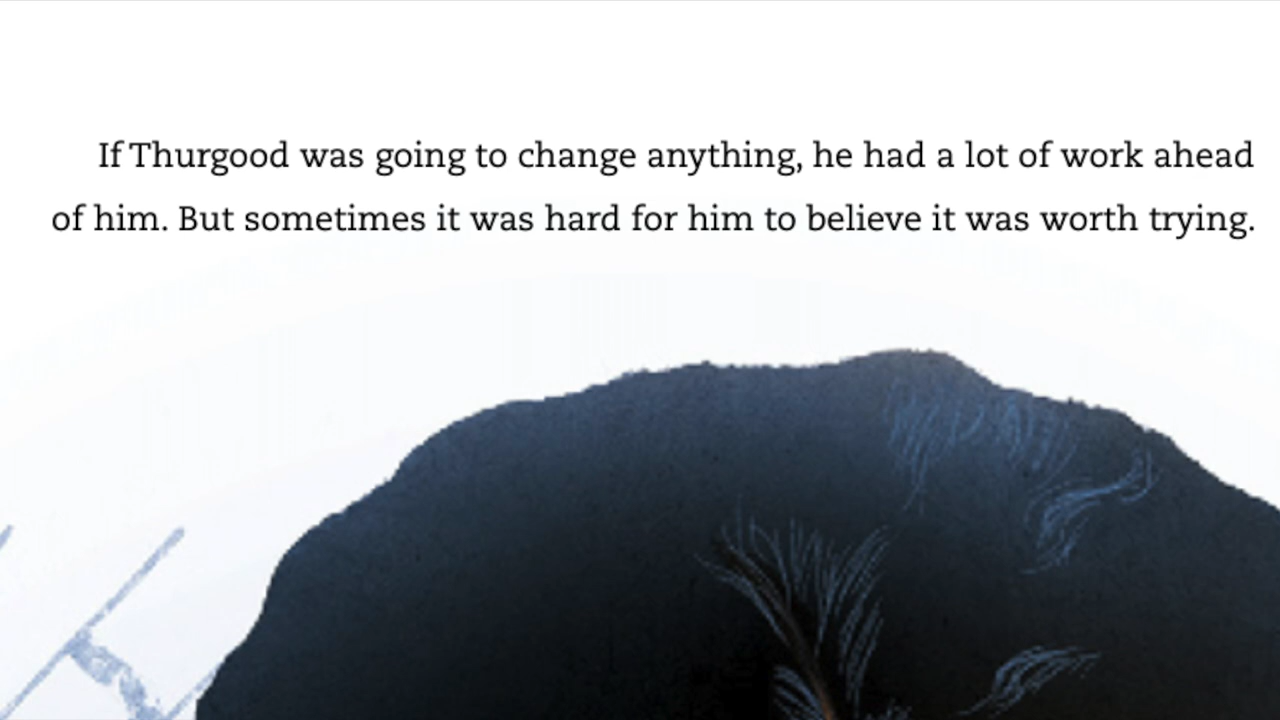 If Thurgood was going to change anything, he had a lot of work ahead
of him. But sometimes it was hard for him to believe it was worth trying.